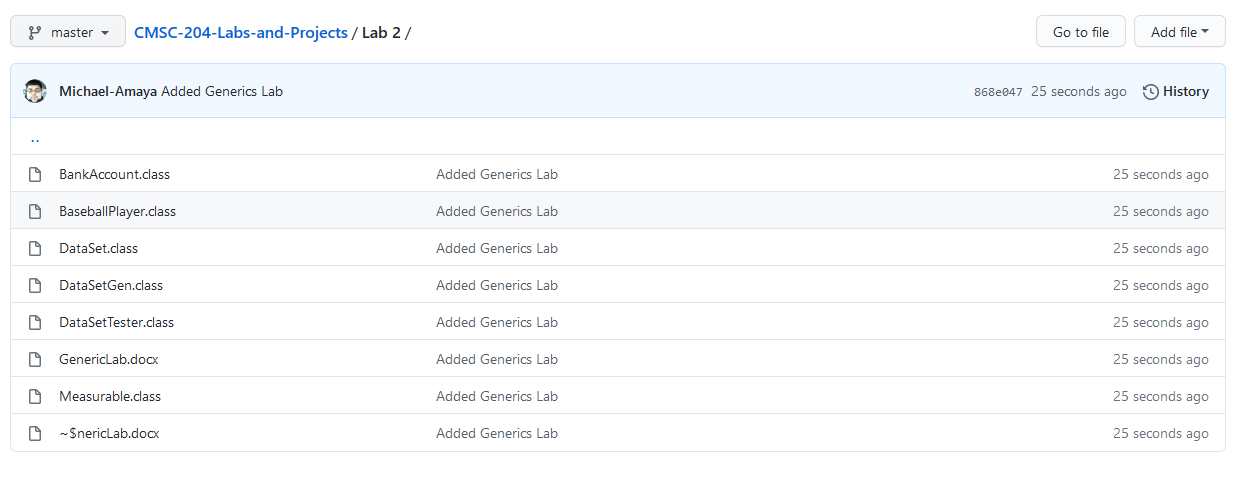 master CMSC-204-Labs-and-Projects / Lab 2 / Go to file Add file
Michael-Amaya Added Generics Lab 868e047 25 seconds ago History
..
BankAccount.class Added Generics Lab 25 seconds ago
BaseballPlayer.class Added Generics Lab 25 seconds ago
DataSet.class Added Generics Lab 25 seconds ago
DataSetGen.class Added Generics Lab 25 seconds ago
DataSetTester.class Added Generics Lab 25 seconds ago
GenericLab.docx Added Generics Lab 25 seconds ago
Measurable.class Added Generics Lab 25 seconds ago
~$nericLab.docx Added Generics Lab 25 seconds ago